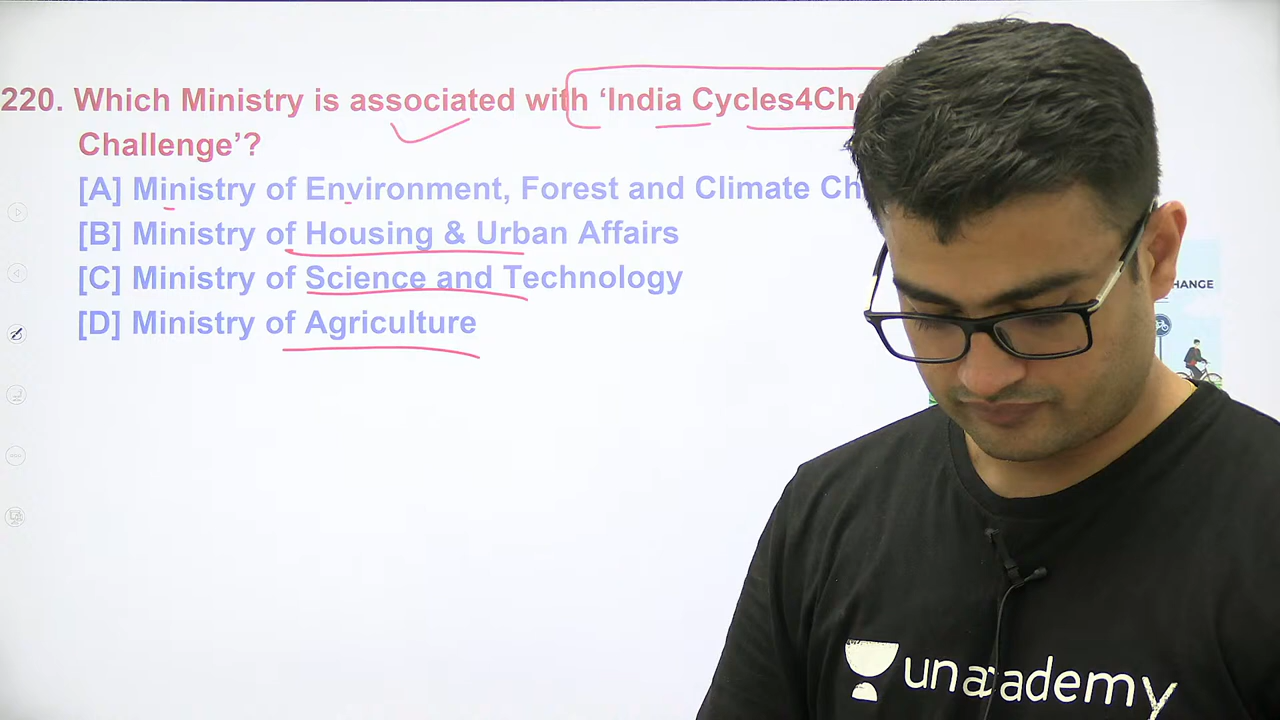 220. Which Ministry is associated with ‘India Cycles4Cha
Challenge’?
[A] Ministry of Environment, Forest and Climate Ch
[B] Ministry of Housing & Urban Affairs
[C] Ministry of Science and Technology
[D] Ministry of Agriculture
HANGE
unacademy